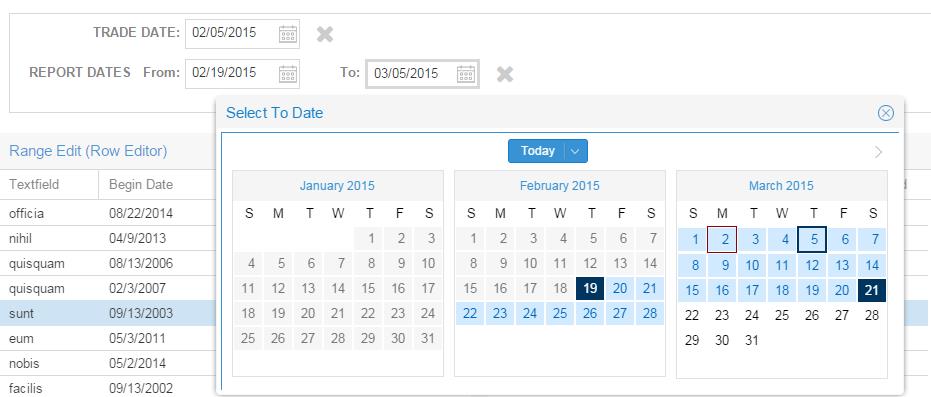 TRADE DATE: 02/05/2015
REPORT DATES From: 02/19/2015 To: 03/05/2015
Select To Date
Today
January 2015 February 2015 March 2015
S M T W T F S S M T W T F S S M T W T F S
1 2 3 1 2 3 4 5 6 7 1 2 3 4 5 6 7
4 5 6 7 8 9 10 8 9 10 11 12 13 14 8 9 10 11 12 13 14
11 12 13 14 15 16 17 15 16 17 18 19 20 21 15 16 17 18 19 20 21
18 19 20 21 22 23 24 22 23 24 25 26 27 28 22 23 24 25 26 27 28
25 26 27 28 29 30 31 29 30 31
Range Edit (Row Editor)
Textfield Begin Date
officia 08/22/2014
nihil 04/9/2013
quisquam 08/13/2006
quisquam 02/3/2007
sunt 09/13/2003
eum 05/3/2011
nobis 05/2/2014
facilis 09/13/2002